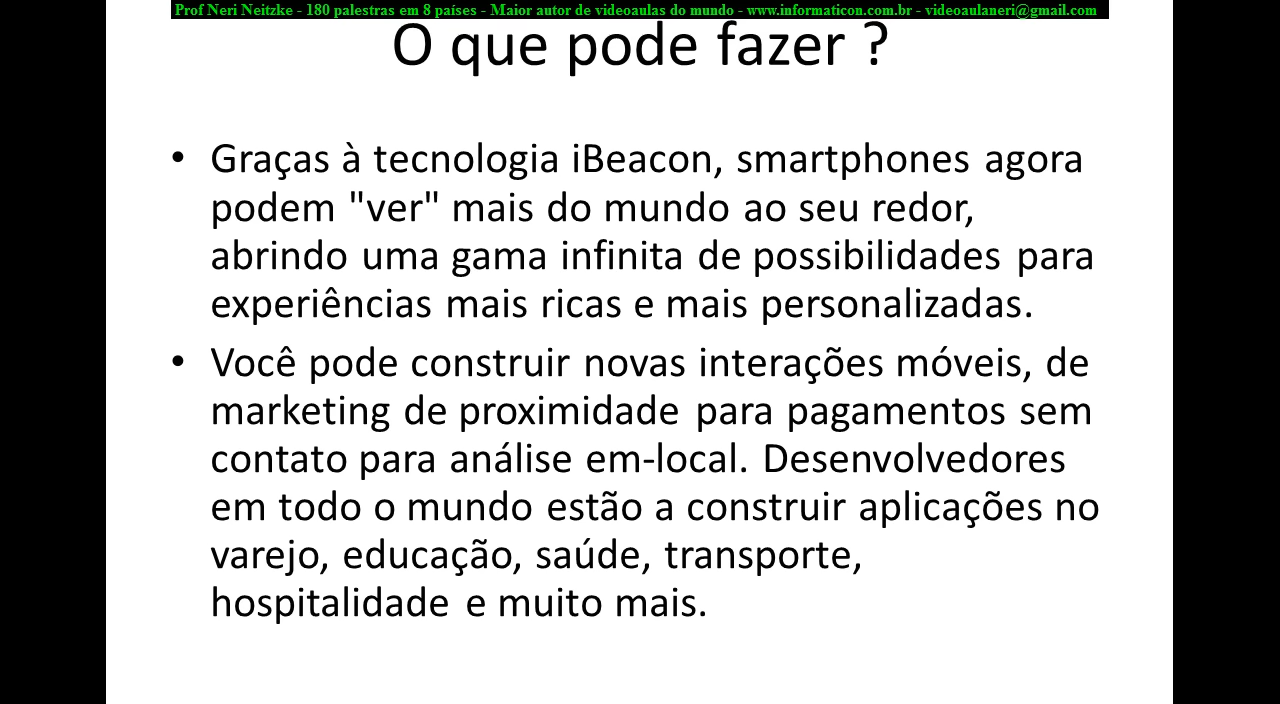 Prof Neri Neitzke - 180 palestras em 8 países - Maior autor de videoaulas do mundo - www.informaticon.com.br - videoaulaneri@gmail.com
O que pode fazer ?
• Graças à tecnologia iBeacon, smartphones agora
podem "ver" mais do mundo ao seu redor,
abrindo uma gama infinita de possibilidades para
experiências mais ricas e mais personalizadas.
• Você pode construir novas interações móveis, de
marketing de proximidade para pagamentos sem
contato para análise em-local. Desenvolvedores
em todo o mundo estão a construir aplicações no
varejo, educação, saúde, transporte,
hospitalidade e muito mais.